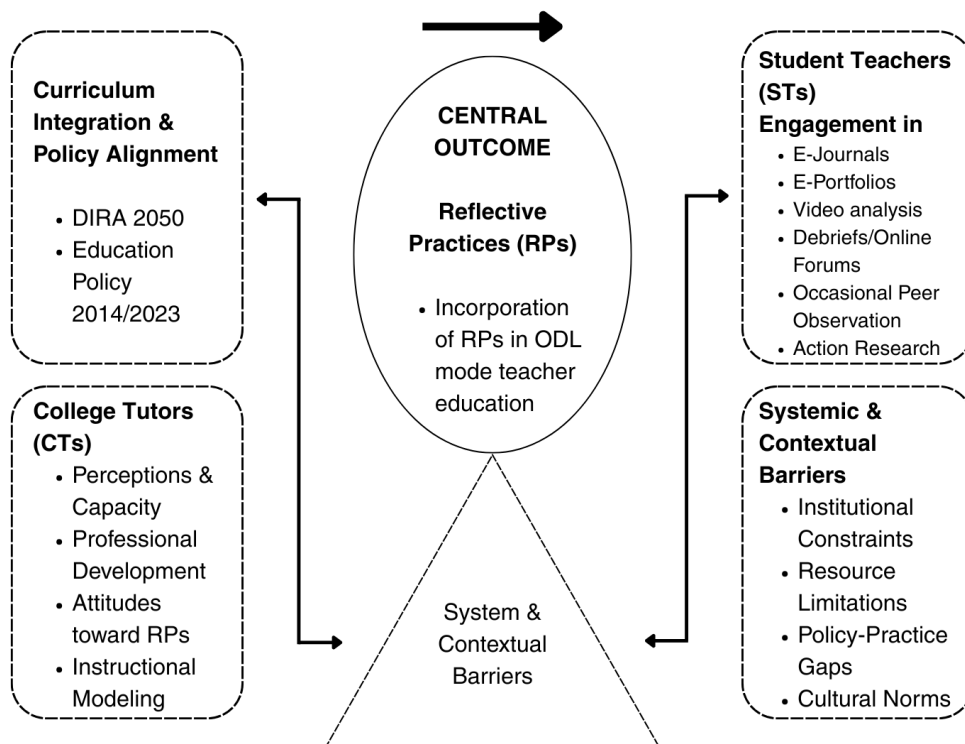 Curriculum
Integration &
Policy Alignment
• DIRA 2050
• Education
Policy
2014/2023
College Tutors
(CTs)
• Perceptions &
Capacity
• Professional
Development
• Attitudes
toward RPs
• Instructional
Modeling
CENTRAL
OUTCOME
Reflective
Practices (RPs)
• Incorporation
of RPs in ODL
mode teacher
education
System &
Contextual
Barriers
Student Teachers
(STs)
Engagement in
• E-Journals
• E-Portfolios
• Video analysis
• Debriefs/Online
Forums
• Occasional Peer
Observation
• Action Research
Systemic &
Contextual
Barriers
• Institutional
Constraints
• Resource
Limitations
• Policy-Practice
Gaps
• Cultural Norms